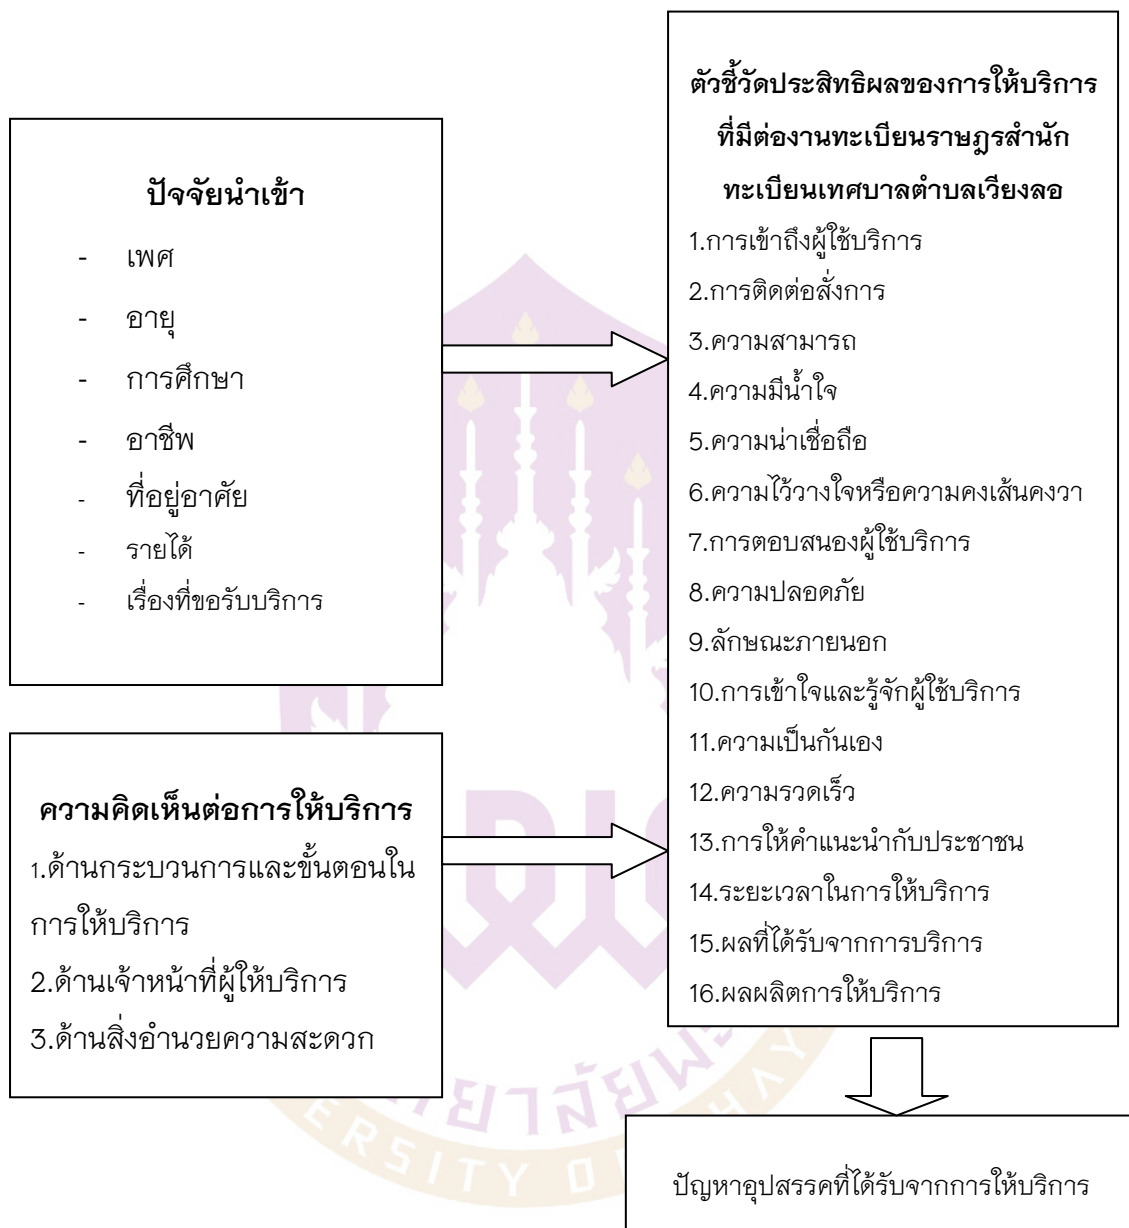 ปัจจัยนำเข้า
- เพศ
- อายุ
- การศึกษา
- อาชีพ
- ที่อยู่อาศัย
- รายได้
- เรื่องที่ขอรับบริการ
ความคิดเห็นต่อการให้บริการ
1.ด้านกระบวนการและขั้นตอนใน
การให้บริการ
2.ด้านเจ้าหน้าที่ผู้ให้บริการ
3.ด้านสิ่งอำนวยความสะดวก
ตัวชี้วัดประสิทธิผลของการให้บริการ
ที่มีต่องานทะเบียนราษฎรสำนัก
ทะเบียนเทศบาลตำบลเวียงลอ
1.การเข้าถึงผู้ใช้บริการ
2.การติดต่อสั่งการ
3.ความสามารถ
4.ความมีน้ำใจ
5.ความน่าเชื่อถือ
6.ความไว้วางใจหรือความคงเส้นคงวา
7.การตอบสนองผู้ใช้บริการ
8.ความปลอดภัย
9.ลักษณะภายนอก
10.การเข้าใจและรู้จักผู้ใช้บริการ
11.ความเป็นกันเอง
12.ความรวดเร็ว
13.การให้คำแนะนำกับประชาชน
14.ระยะเวลาในการให้บริการ
15.ผลที่ได้รับจากการบริการ
16.ผลผลิตการให้บริการ
ปัญหาอุปสรรคที่ได้รับจากการให้บริการ